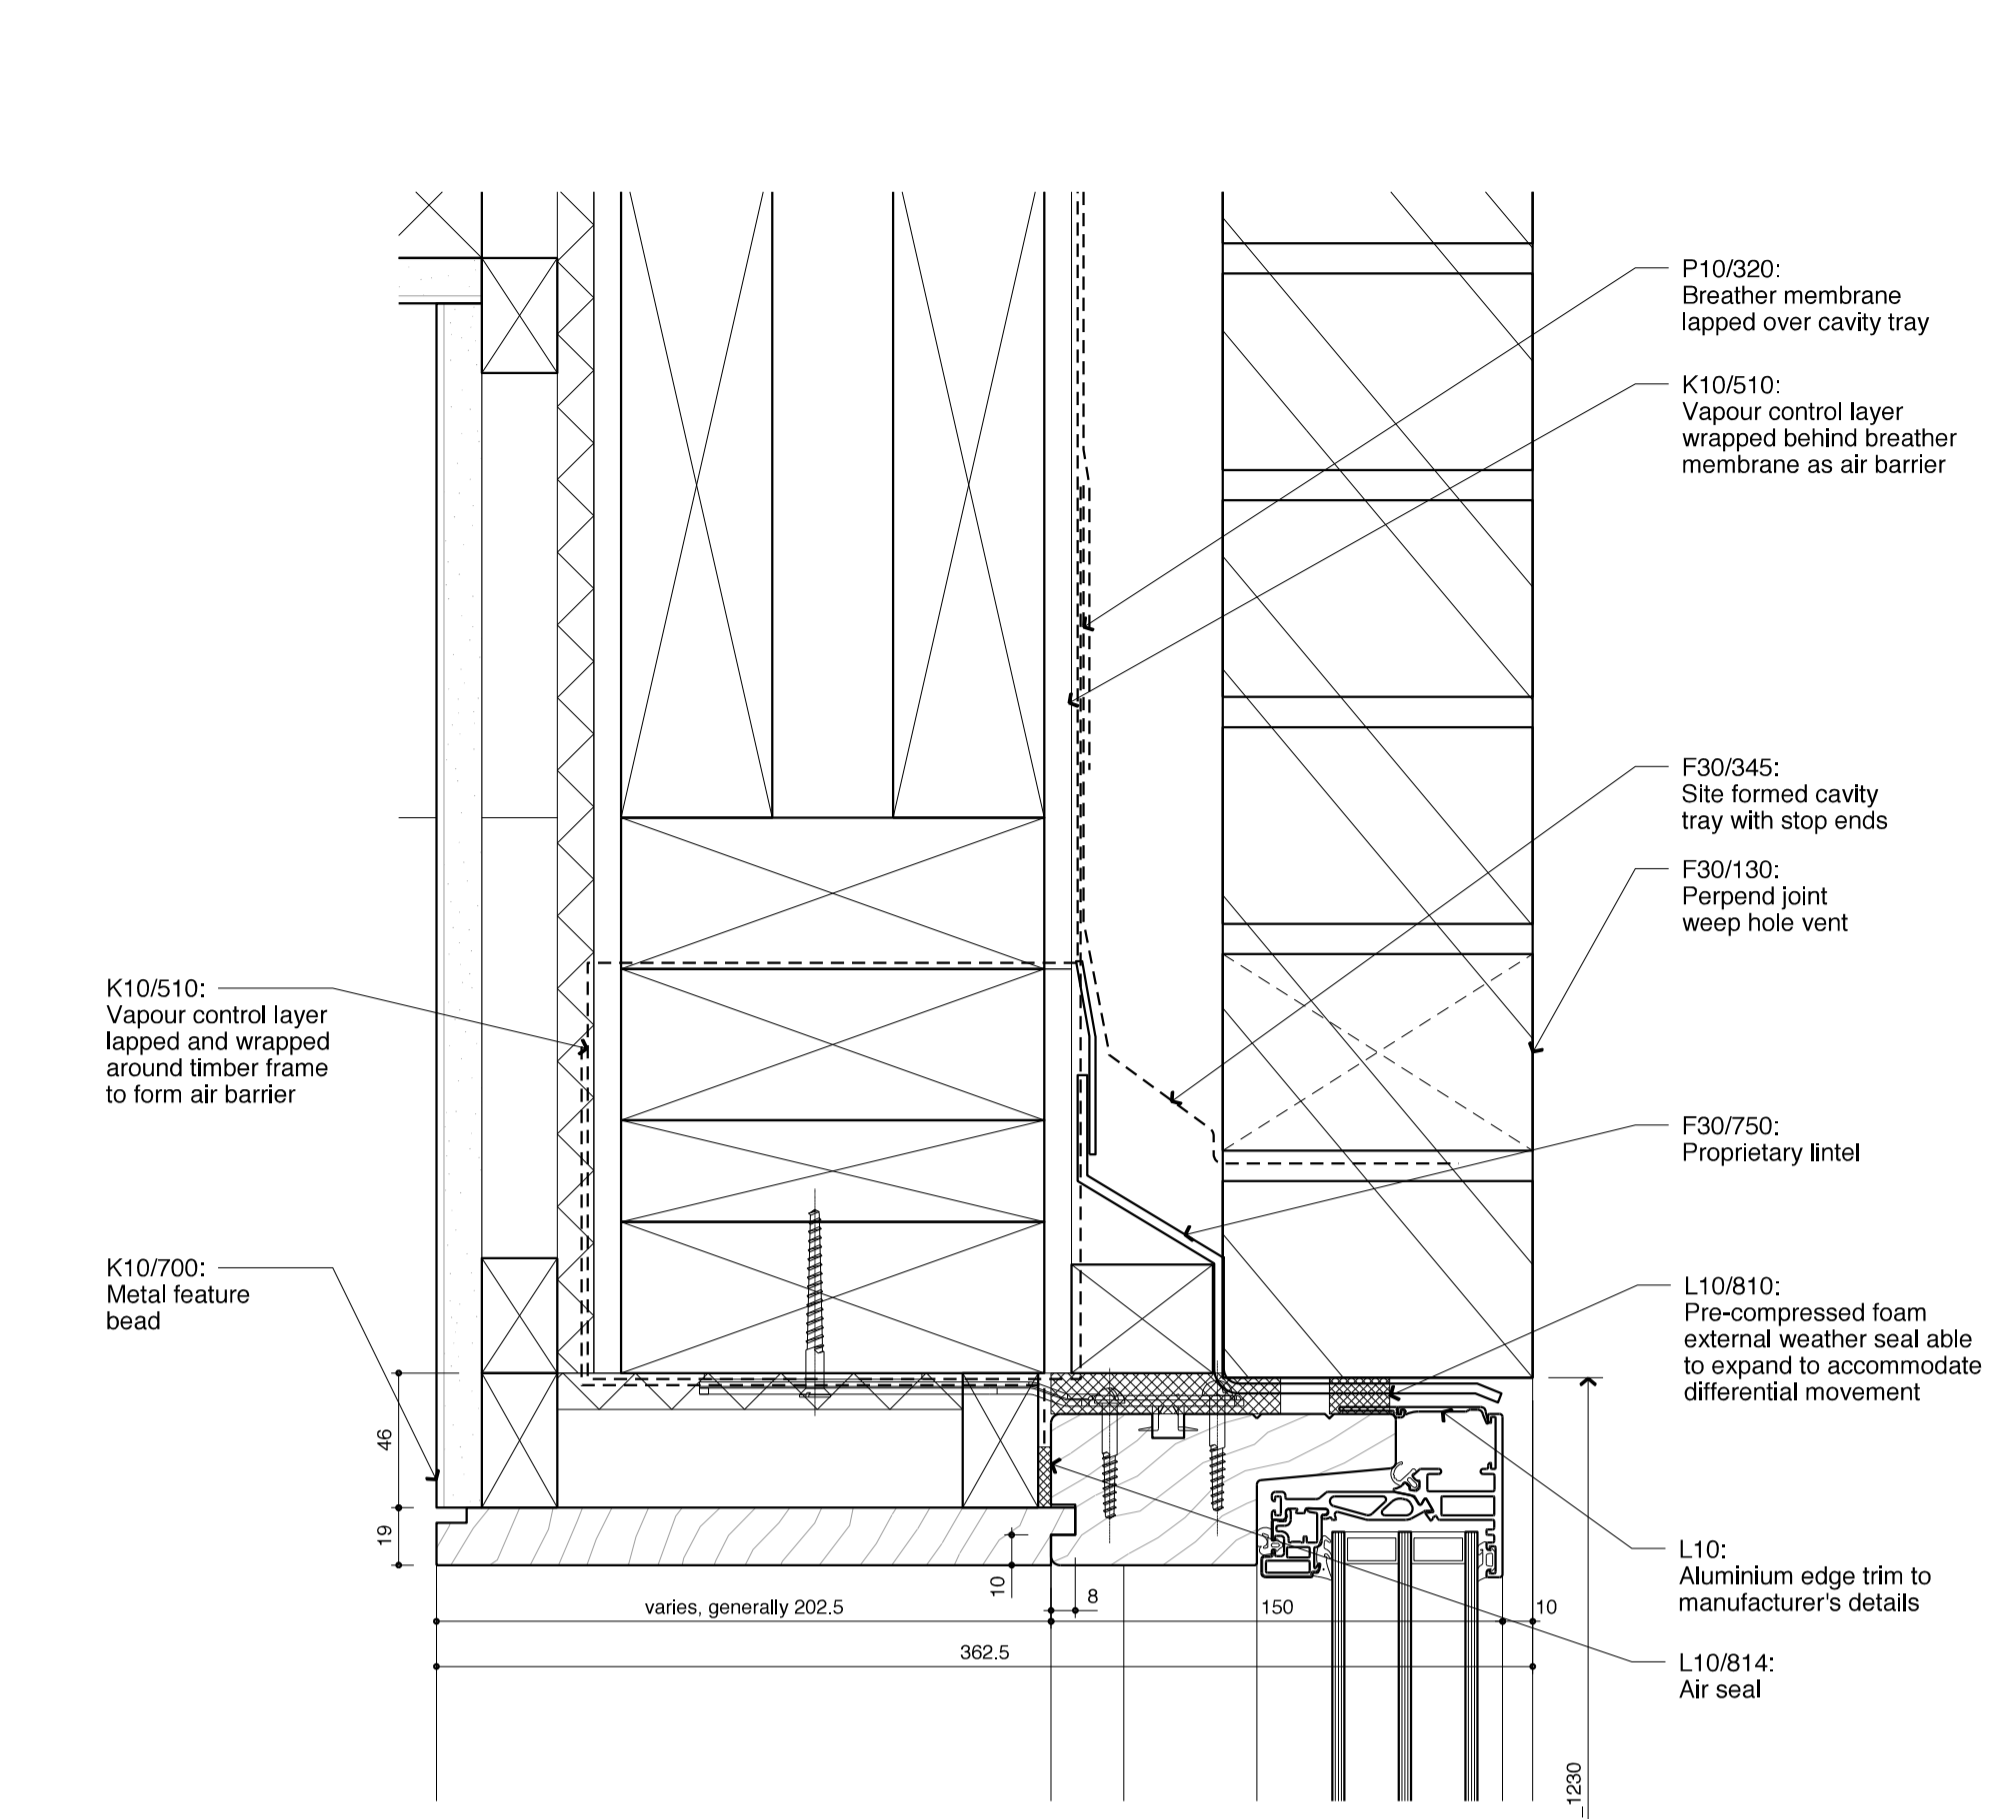 P10/320:
Breather membrane
lapped over cavity tray
K10/510:
Vapour control layer
wrapped behind breather
membrane as air barrier
F30/345:
Site formed cavity
tray with stop ends
F30/130:
Perpend joint
weep hole vent
K10/510:
Vapour control layer
lapped and wrapped
around timber frame
to form air barrier
F30/750:
Proprietary lintel
K10/700:
Metal feature
bead
L10/810:
Pre-compressed foam
external weather seal able
to expand to accommodate
differential movement
46
19
10
8
varies, generally 202.5
150
10
362.5
L10:
Aluminium edge trim to
manufacturer's details
L10/814:
Air seal
1230